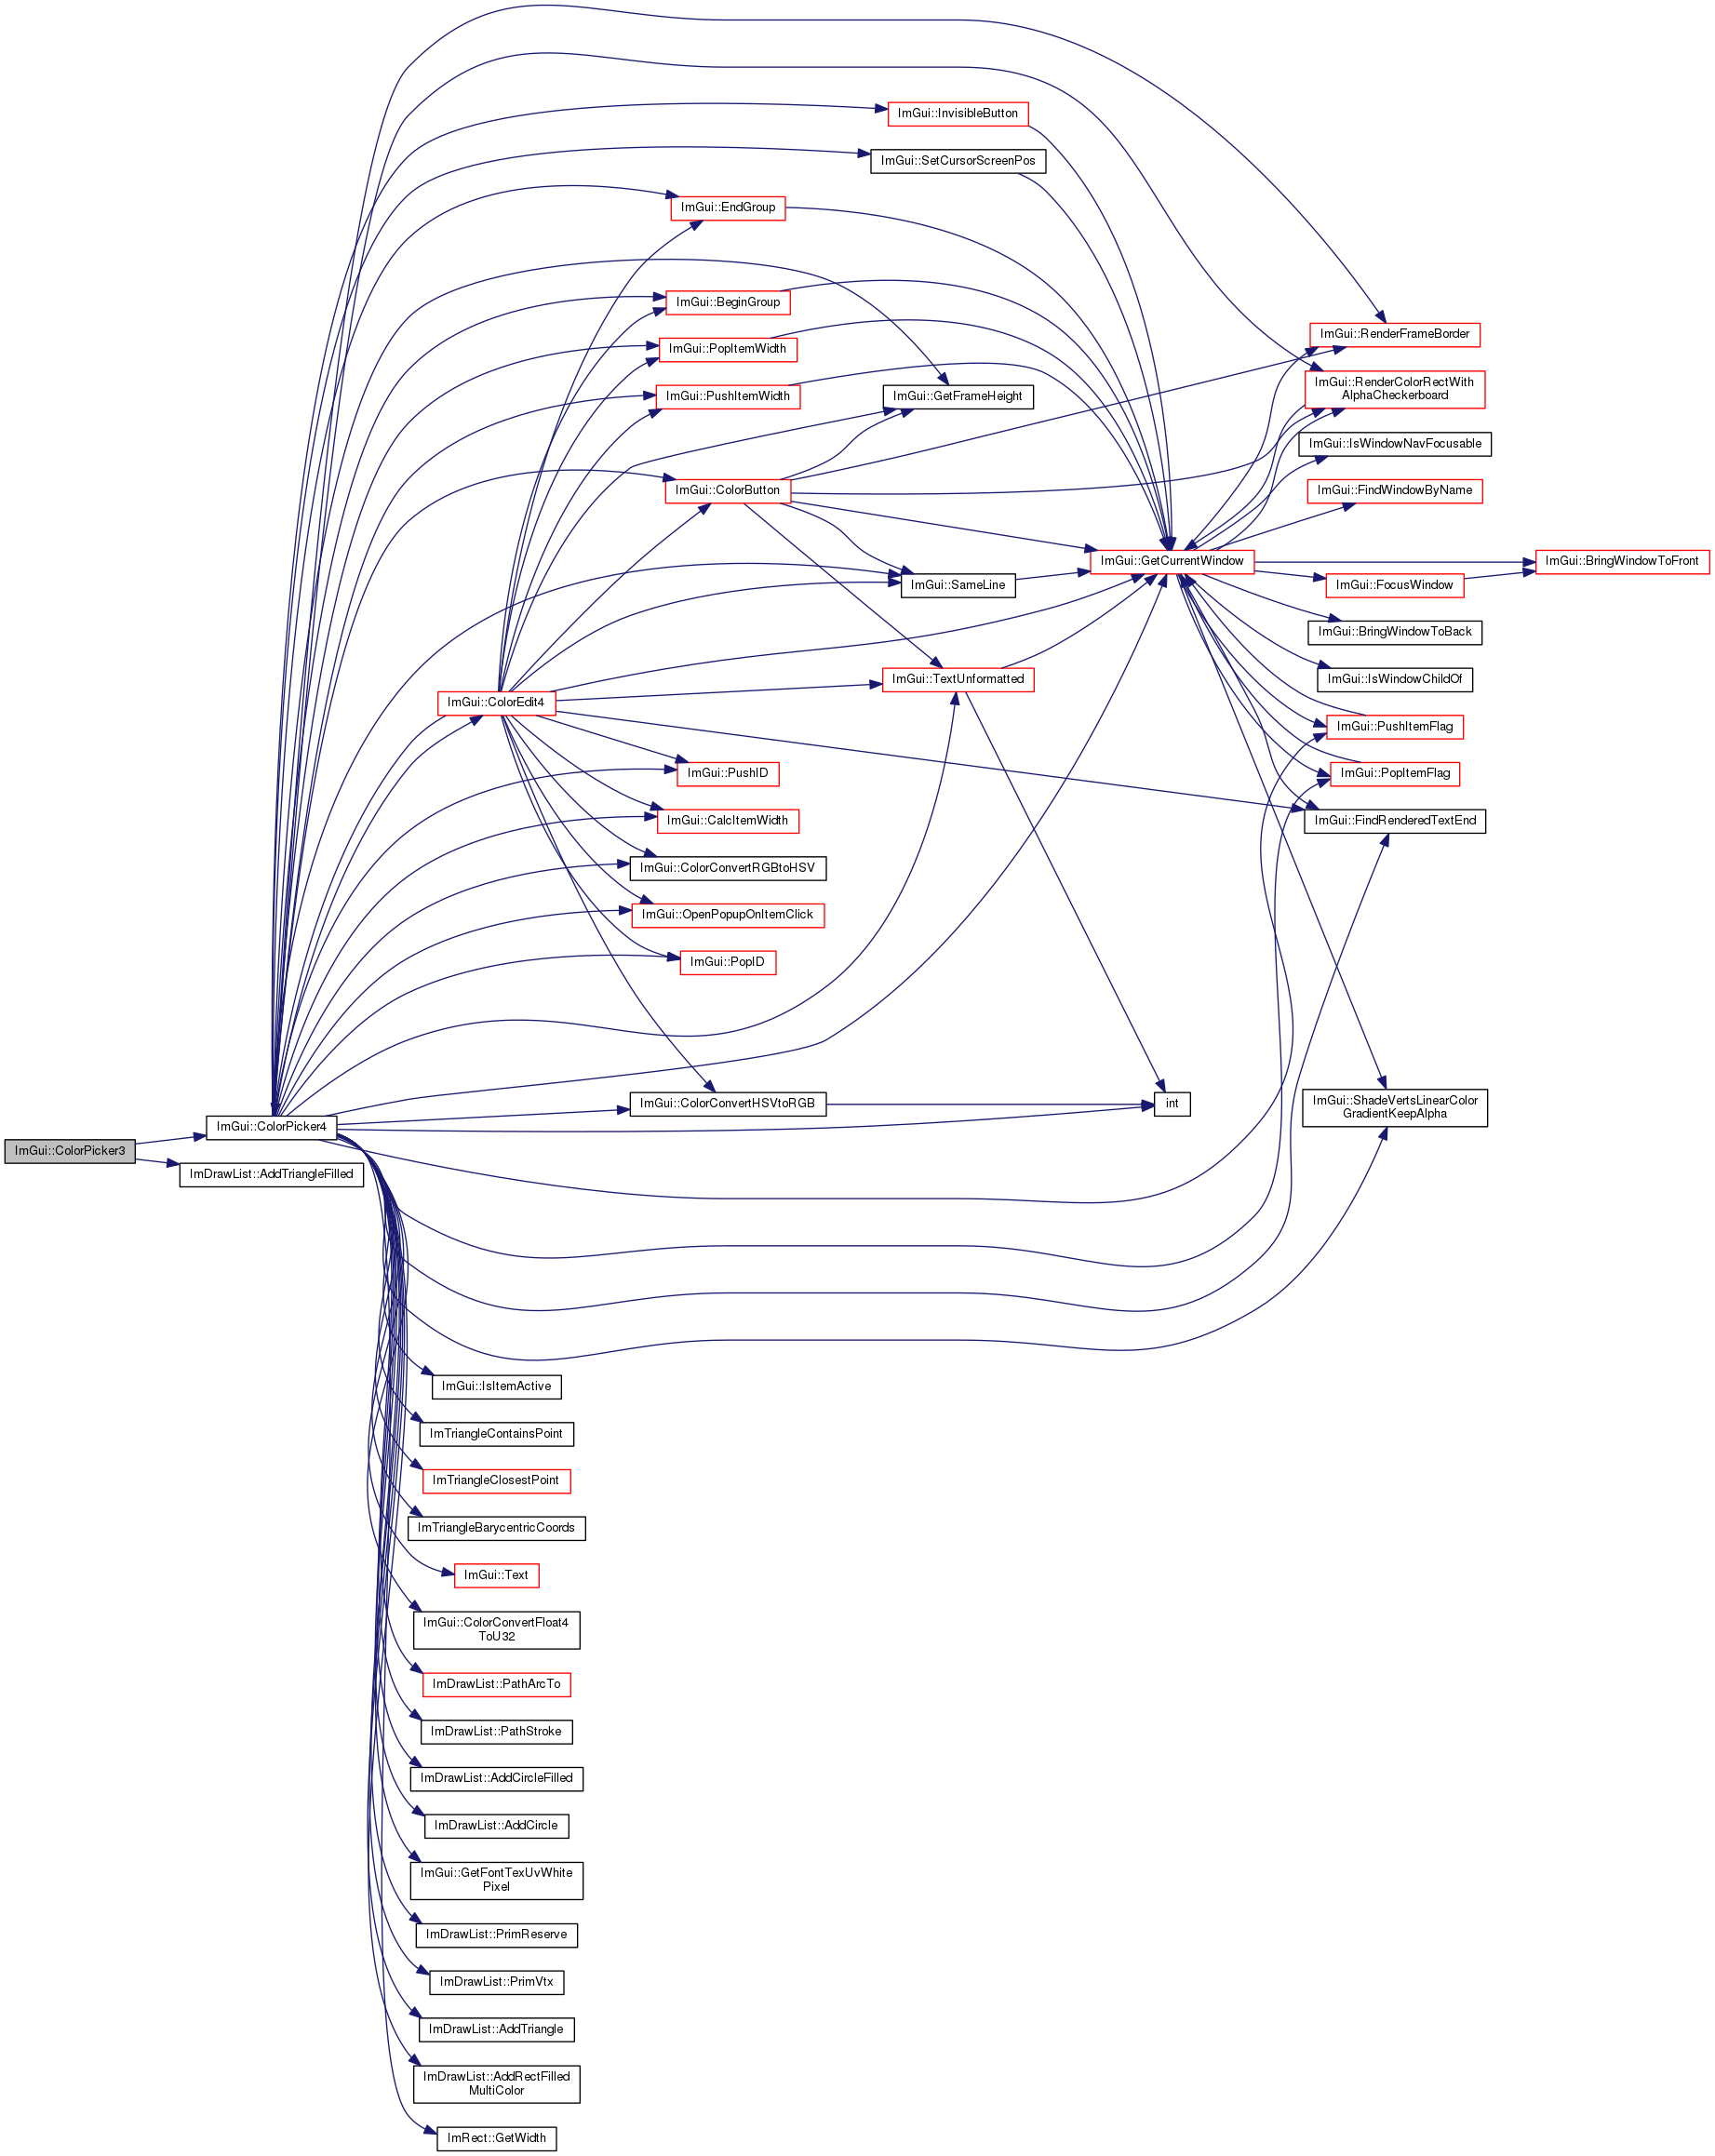 ImGui::InvisibleButton
ImGui::SetCursorScreenPos
ImGui::EndGroup
ImGui::BeginGroup
ImGui::RenderFrameBorder
ImGui::PopItemWidth
ImGui::RenderColorRectWith
AlphaCheckerboard
ImGui::PushItemWidth
ImGui::GetFrameHeight
ImGui::IsWindowNavFocusable
ImGui::ColorButton
ImGui::FindWindowByName
ImGui::GetCurrentWindow
ImGui::BringWindowToFront
ImGui::SameLine
ImGui::FocusWindow
ImGui::BringWindowToBack
ImGui::TextUnformatted
ImGui::IsWindowChildOf
ImGui::ColorEdit4
ImGui::PushItemFlag
ImGui::PushID
ImGui::PopItemFlag
ImGui::CalcItemWidth
ImGui::FindRenderedTextEnd
ImGui::ColorConvertRGBtoHSV
ImGui::OpenPopupOnItemClick
ImGui::PopID
ImGui::ColorConvertHSVtoRGB
int
ImGui::ShadeVertsLinearColor
GradientKeepAlpha
ImGui::ColorPicker4
ImGui::ColorPicker3
ImDrawList::AddTriangleFilled
ImGui::IsItemActive
ImTriangleContainsPoint
ImTriangleClosestPoint
ImTriangleBarycentricCoords
ImGui::Text
ImGui::ColorConvertFloat4
ToU32
ImDrawList::PathArcTo
ImDrawList::PathStroke
ImDrawList::AddCircleFilled
ImDrawList::AddCircle
ImGui::GetFontTexUvWhite
Pixel
ImDrawList::PrimReserve
ImDrawList::PrimVtx
ImDrawList::AddTriangle
ImDrawList::AddRectFilled
MultiColor
ImRect::GetWidth